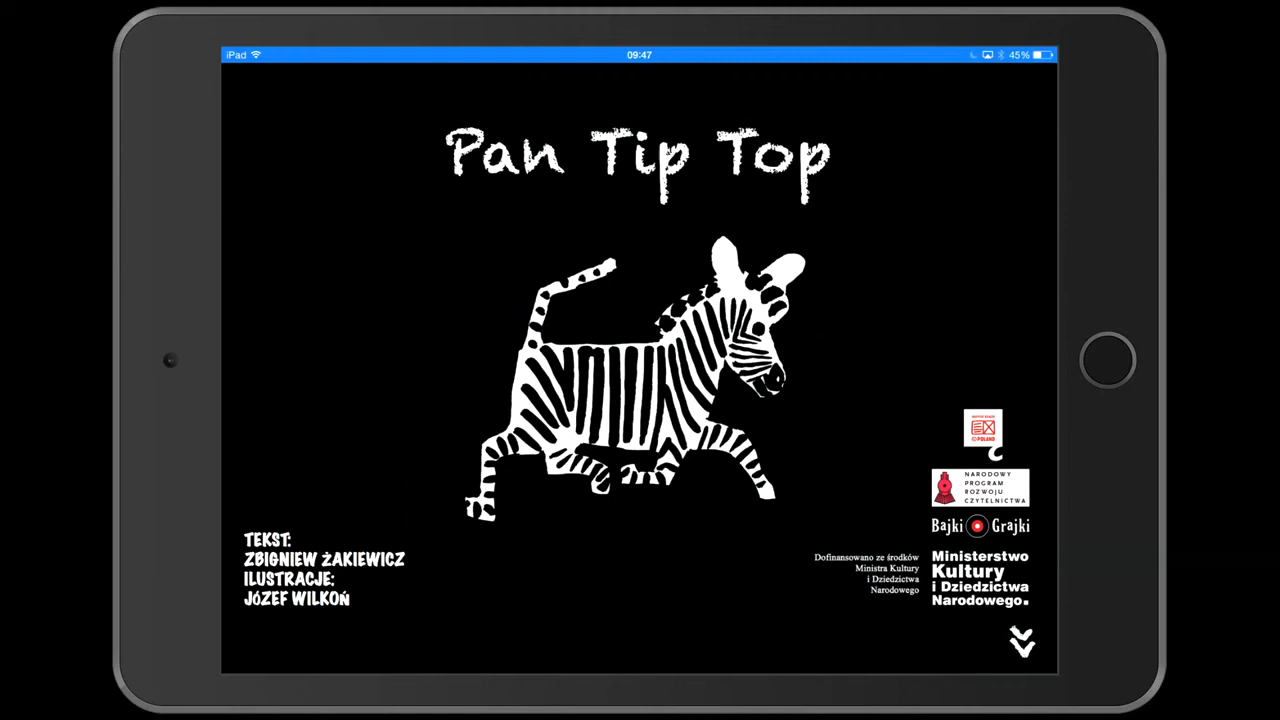 iPad
09:47
45%
Pan Tip Top
©POLAND
NARODOWY
PROGRAM
ROZWOJU
CZYTELNICTWA
Bajki Grajki
TEKST:
ZBIGNIEW ŻAKIEWICZ
ILUSTRACJE:
JÓZEF WILKOŃ
Dofinansowano ze środków
Ministra Kultury
i Dziedzictwa
Narodowego
Ministerstwo
Kultury
i Dziedzictwa
Narodowego.